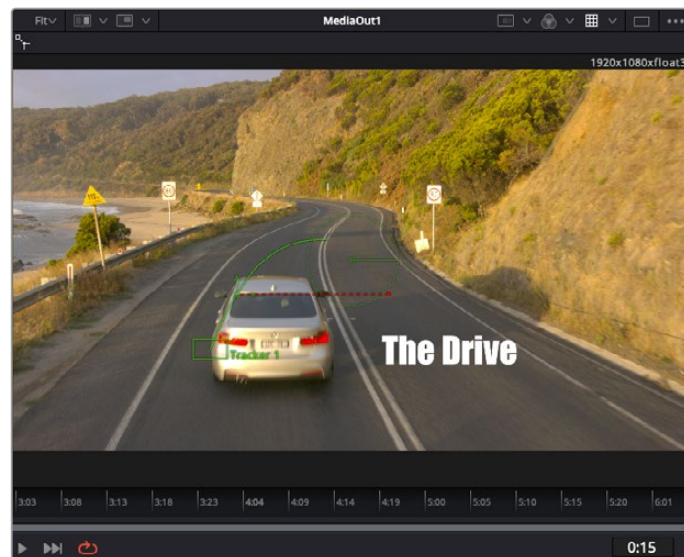 Fit
MediaOut1
1920x1080xfloat3
Tracker 1
The Drive
3:03 3:08 3:13 3:18 3:23 4:04 4:09 4:14 4:19 5:00 5:05 5:10 5:15 5:20 6:01
0:15